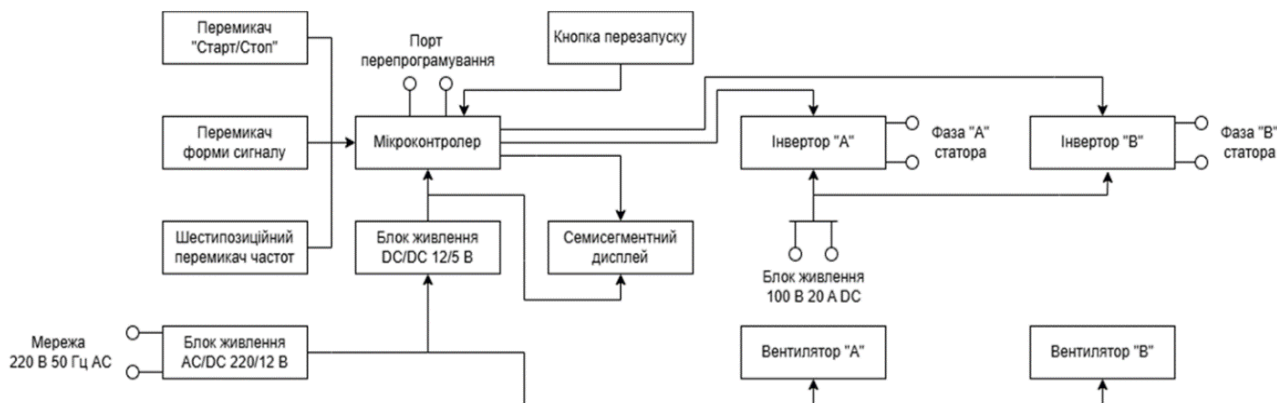 Перемикач
"Старт/Стоп"
Порт
перепрограмування
Кнопка перезапуску
Перемикач
форми сигналу
Мікроконтролер
Інвертор "А"
Фаза "А"
статора
Інвертор "В"
Фаза "В"
статора
Шестипозиційний
перемикач частот
Блок живлення
DC/DC 12/5 В
Семисегментний
дисплей
Блок живлення
100 В 20 А DC
Мережа
220 В 50 Гц АС
Блок живлення
AC/DC 220/12 В
Вентилятор "А"
Вентилятор "В"